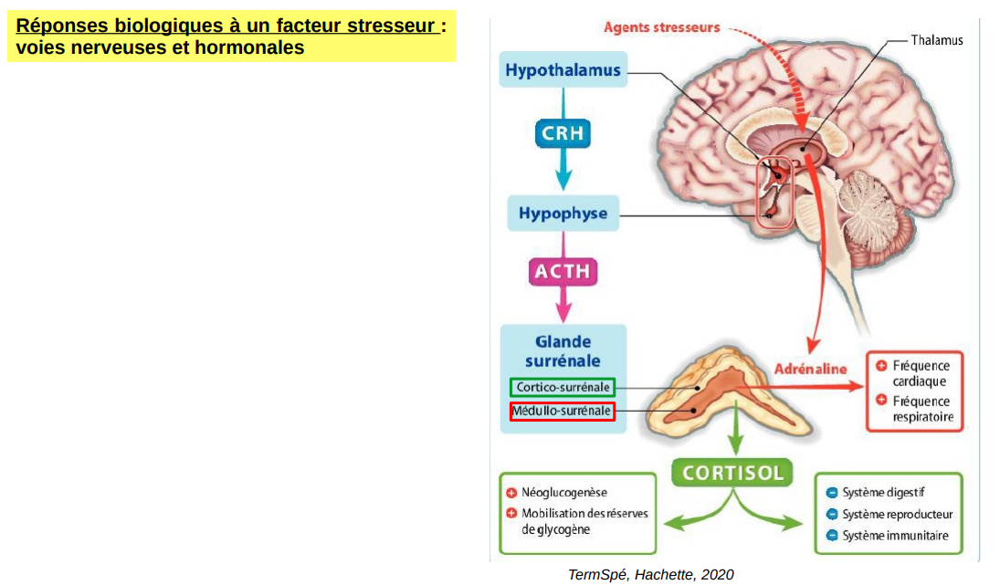 Réponses biologiques à un facteur stresseur :
voies nerveuses et hormonales
Agents stresseurs
Thalamus
Hypothalamus
CRH
Hypophyse
ACTH
Glande
surrénale
Cortico-surrénale
Médullo-surrénale
Adrénaline
+ Fréquence
cardiaque
+ Fréquence
respiratoire
CORTISOL
+ Néoglucogenèse
+ Mobilisation des réserves
de glycogène
- Système digestif
- Système reproducteur
- Système immunitaire
TermSpé, Hachette, 2020